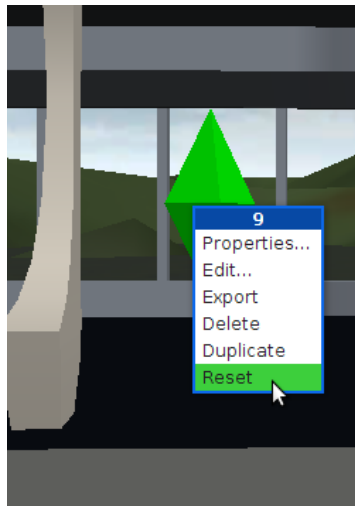 9
Properties...
Edit...
Export
Delete
Duplicate
Reset